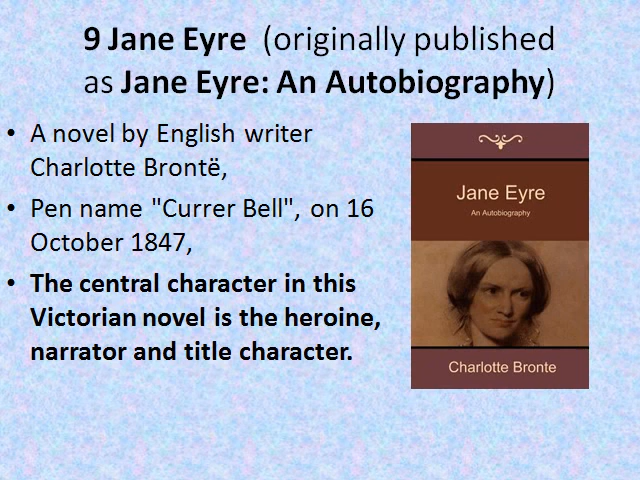 9 Jane Eyre (originally published
as Jane Eyre: An Autobiography)
• A novel by English writer
Charlotte Brontë,
• Pen name "Currer Bell", on 16
October 1847,
• The central character in this
Victorian novel is the heroine,
narrator and title character.
Jane Eyre
An Autobiography
Charlotte Bronte